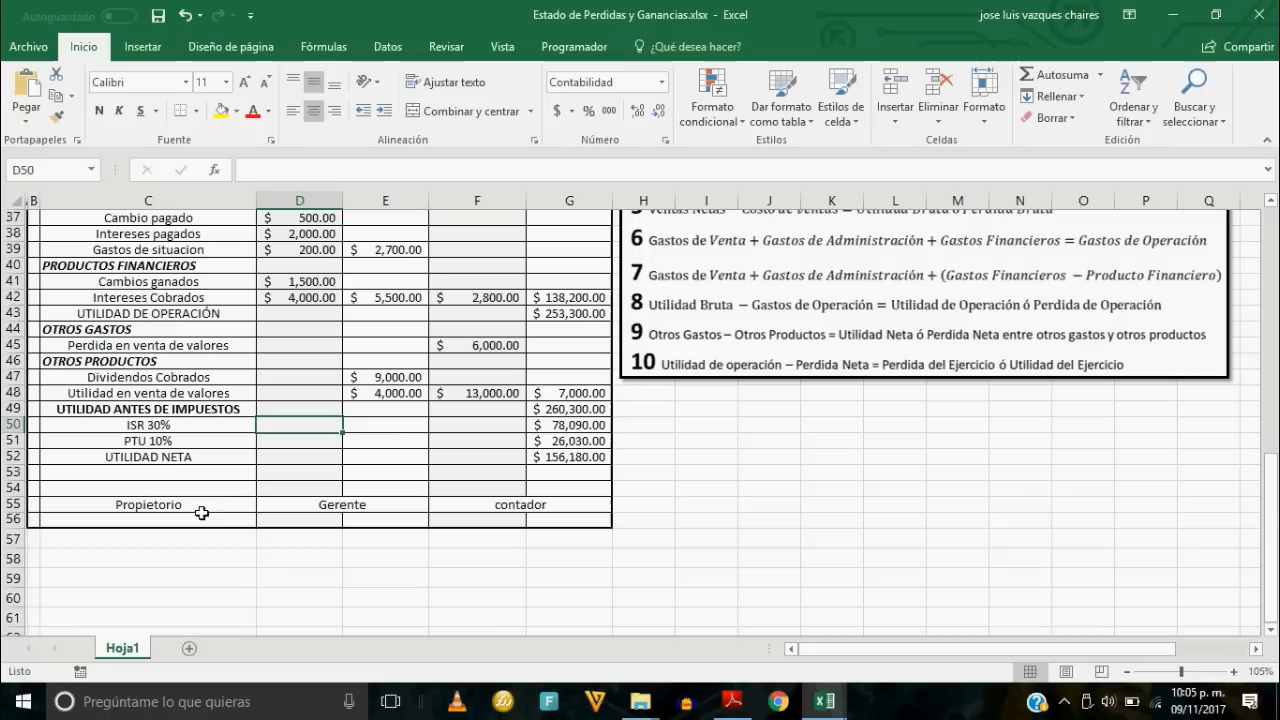 Autoguardado
Estado de Perdidas y Ganancias.xlsx - Excel
jose luis vazques chaires
Archivo Inicio Insertar Diseño de página Fórmulas Datos Revisar Vista Programador ¿Qué desea hacer? Compartir
Pegar
Calibri 11
N K S
Ajustar texto
Combinar y centrar
Contabilidad
$ % 000
Formato condicional
Dar formato como tabla
Estilos de celda
Insertar Eliminar Formato
Autosuma
Rellenar
Borrar
Ordenar y filtrar
Buscar y seleccionar
Portapapeles Fuente Alineación Número Estilos Celdas Edición
D50 fx
B C D E F G H I J K L M N O P Q
37 Cambio pagado $ 500.00
38 Intereses pagados $ 2,000.00
39 Gastos de situacion $ 200.00 $ 2,700.00
40 PRODUCTOS FINANCIEROS
41 Cambios ganados $ 1,500.00
42 Intereses Cobrados $ 4,000.00 $ 5,500.00 $ 2,800.00 $ 138,200.00
43 UTILIDAD DE OPERACIÓN $ 253,300.00
44 OTROS GASTOS
45 Perdida en venta de valores $ 6,000.00
46 OTROS PRODUCTOS
47 Dividendos Cobrados $ 9,000.00
48 Utilidad en venta de valores $ 4,000.00 $ 13,000.00 $ 7,000.00
49 UTILIDAD ANTES DE IMPUESTOS $ 260,300.00
50 ISR 30% $ 78,090.00
51 PTU 10% $ 26,030.00
52 UTILIDAD NETA $ 156,180.00
53
54
55 Propietorio Gerente contador
56
57
58
59
60
61
6 Gastos de Venta + Gastos de Administración + Gastos Financieros = Gastos de Operación
7 Gastos de Venta + Gastos de Administración + (Gastos Financieros − Producto Financiero)
8 Utilidad Bruta − Gastos de Operación = Utilidad de Operación ó Perdida de Operación
9 Otros Gastos – Otros Productos = Utilidad Neta ó Perdida Neta entre otros gastos y otros productos
10 Utilidad de operación – Perdida Neta = Perdida del Ejercicio ó Utilidad del Ejercicio
Hoja1
Listo
105%
Pregúntame lo que quieras
10:05 p. m.
09/11/2017